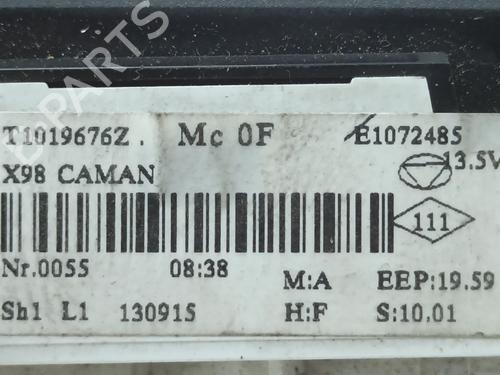 T1019676Z. Mc 0F E1072485
X98 CAMAN 13.5V
111
Nr.0055 08:38 M:A EEP:19.59
Sh1 L1 130915 H:F S:10.01
B-PARTS